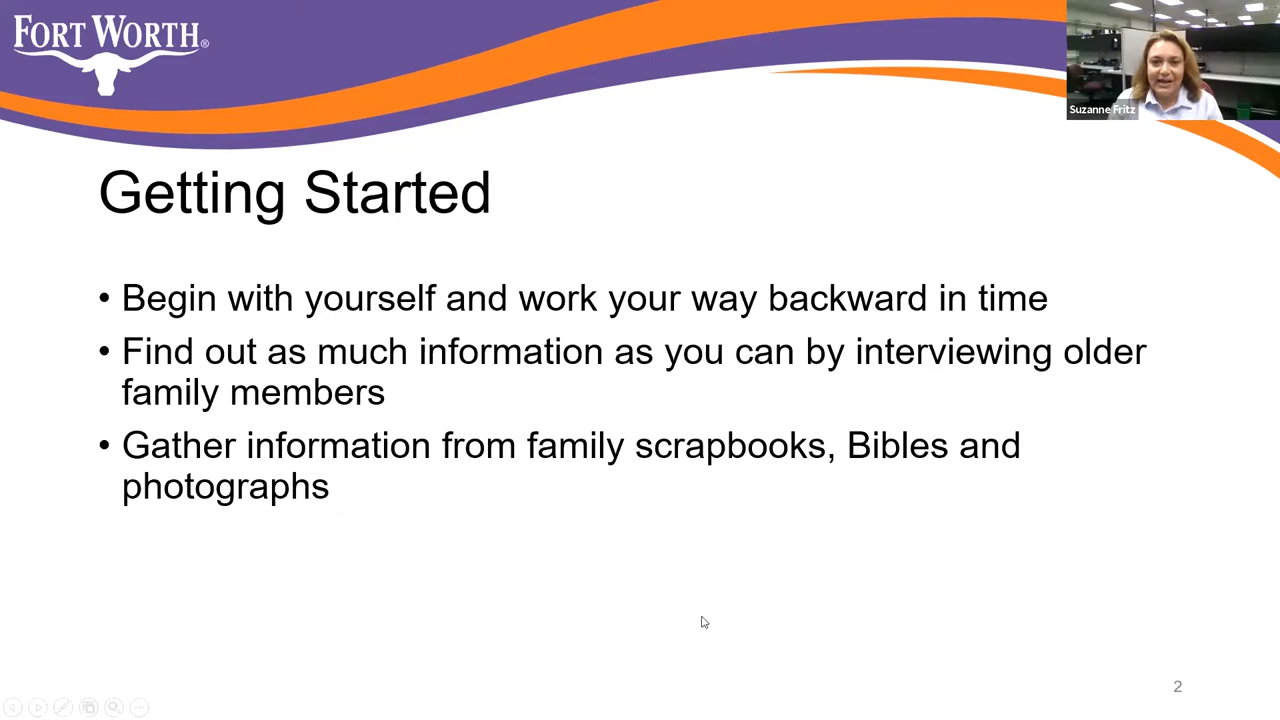 FORT WORTH®
Suzanne Fritz
Getting Started
• Begin with yourself and work your way backward in time
• Find out as much information as you can by interviewing older
family members
• Gather information from family scrapbooks, Bibles and
photographs
2